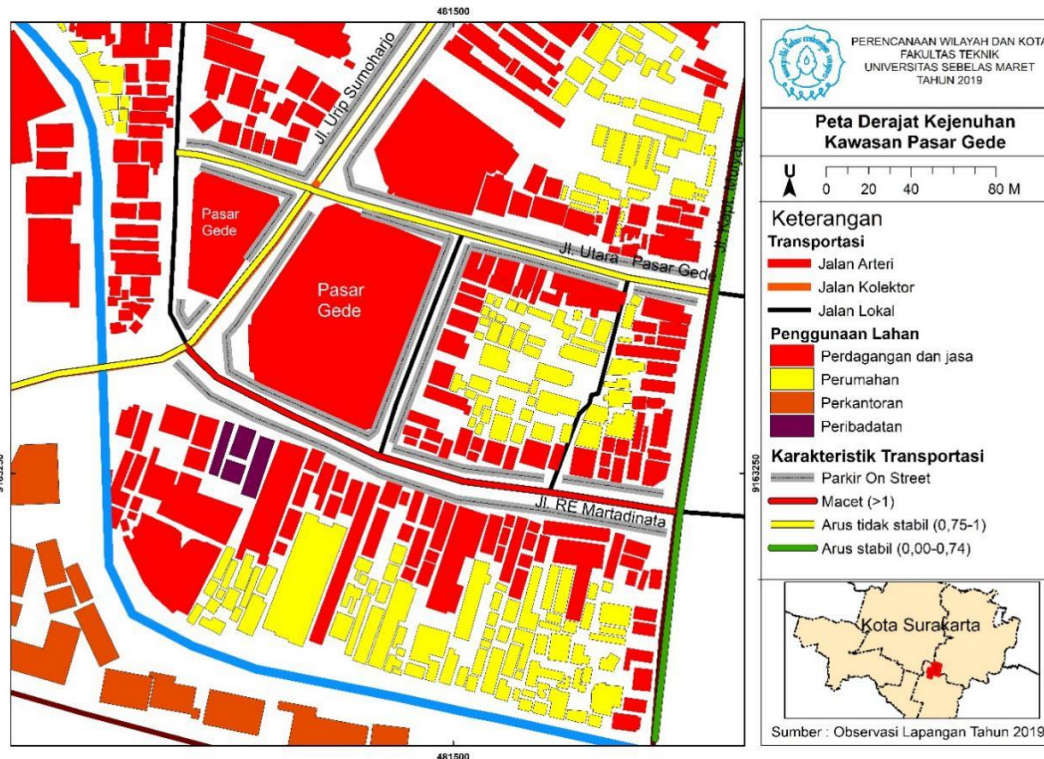 481500
Jl. Urip Sumoharjo
Pasar
Gede
Pasar
Gede
Jl. Utara Pasar Gede
Jl. RE Martadinata
9163250
9163250
481500
PERENCANAAN WILAYAH DAN KOTA
FAKULTAS TEKNIK
UNIVERSITAS SEBELAS MARET
TAHUN 2019
Peta Derajat Kejenuhan
Kawasan Pasar Gede
U
0 20 40 80 M
Keterangan
Transportasi
Jalan Arteri
Jalan Kolektor
Jalan Lokal
Penggunaan Lahan
Perdagangan dan jasa
Perumahan
Perkantoran
Peribadatan
Karakteristik Transportasi
Parkir On Street
Macet (>1)
Arus tidak stabil (0,75-1)
Arus stabil (0,00-0,74)
Kota Surakarta
Sumber : Observasi Lapangan Tahun 2019